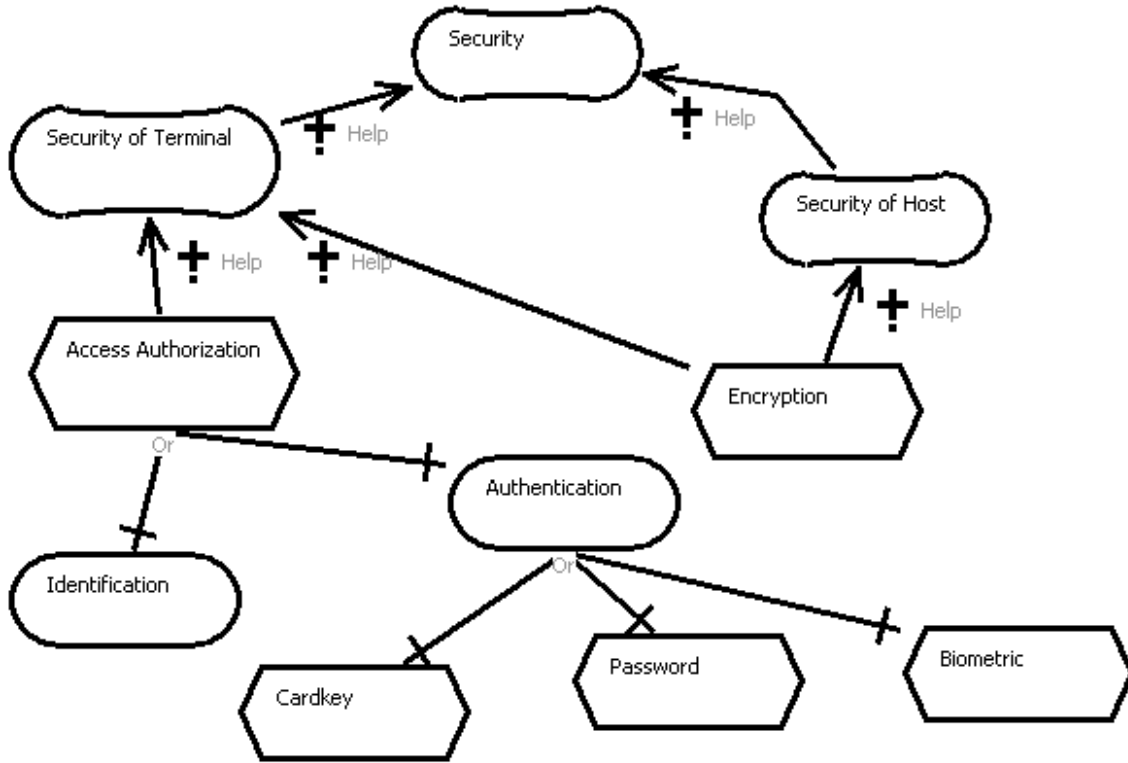 Security
Help
Help
Security of Terminal
Security of Host
Help
Help
Help
Access Authorization
Encryption
Or
Authentication
Or
Identification
Cardkey
Password
Biometric